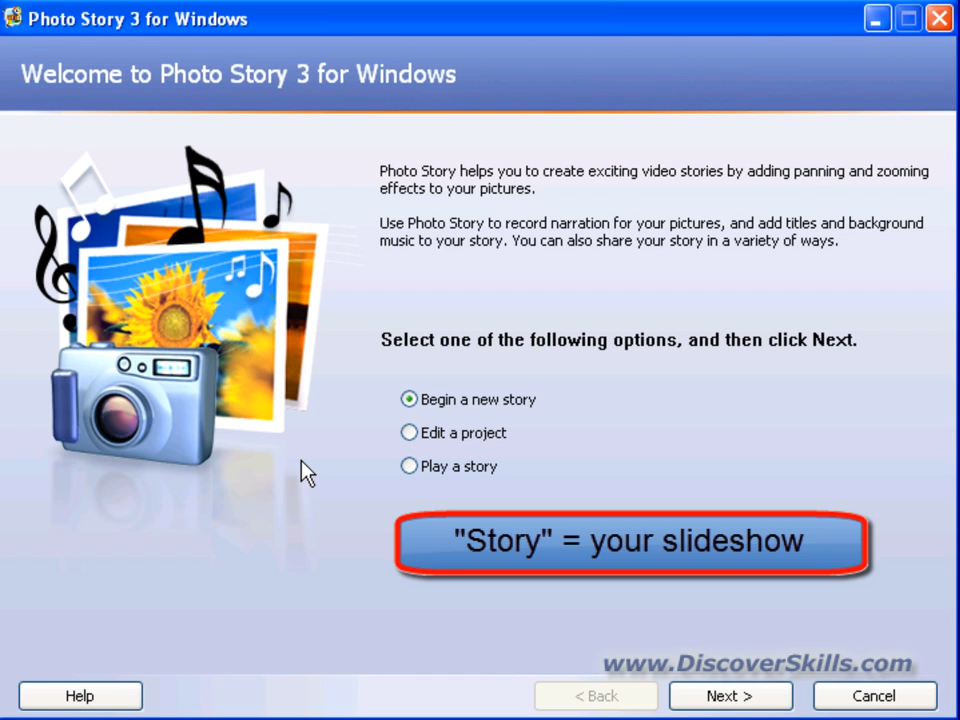 Photo Story 3 for Windows
Welcome to Photo Story 3 for Windows
Photo Story helps you to create exciting video stories by adding panning and zooming
effects to your pictures.
Use Photo Story to record narration for your pictures, and add titles and background
music to your story. You can also share your story in a variety of ways.
Select one of the following options, and then click Next.
Begin a new story
Edit a project
Play a story
"Story" = your slideshow
www.DiscoverSkills.com
Help
< Back
Next >
Cancel